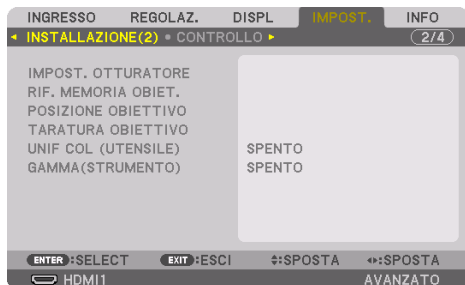 INGRESSO REGOLAZ. DISPL IMPOST. INFO
INSTALLAZIONE(2) • CONTROLLO 2/4
IMPOST. OTTURATORE
RIF. MEMORIA OBIET.
POSIZIONE OBIETTIVO
TARATURA OBIETTIVO
UNIF COL (UTENSILE) SPENTO
GAMMA(STRUMENTO) SPENTO
ENTER :SELECT EXIT :ESCI :SPOSTA :SPOSTA
HDMI1 AVANZATO